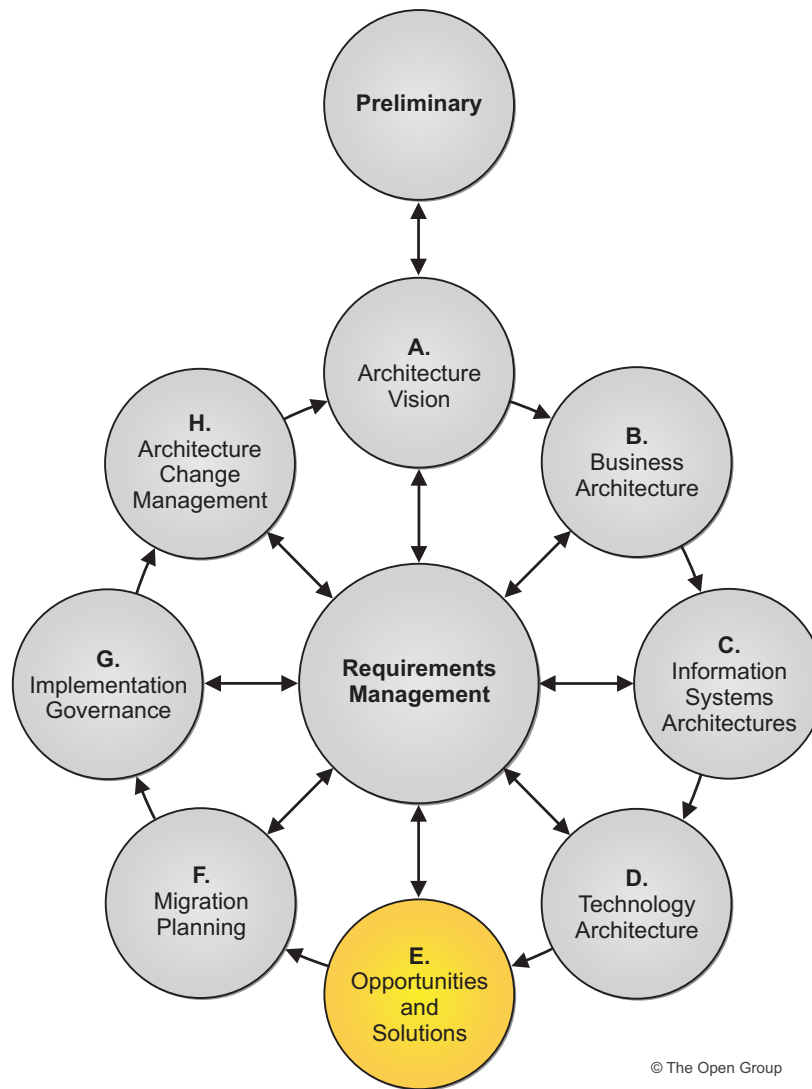 Preliminary
A.
Architecture
Vision
B.
Business
Architecture
C.
Information
Systems
Architectures
D.
Technology
Architecture
E.
Opportunities
and
Solutions
F.
Migration
Planning
G.
Implementation
Governance
H.
Architecture
Change
Management
Requirements
Management
© The Open Group